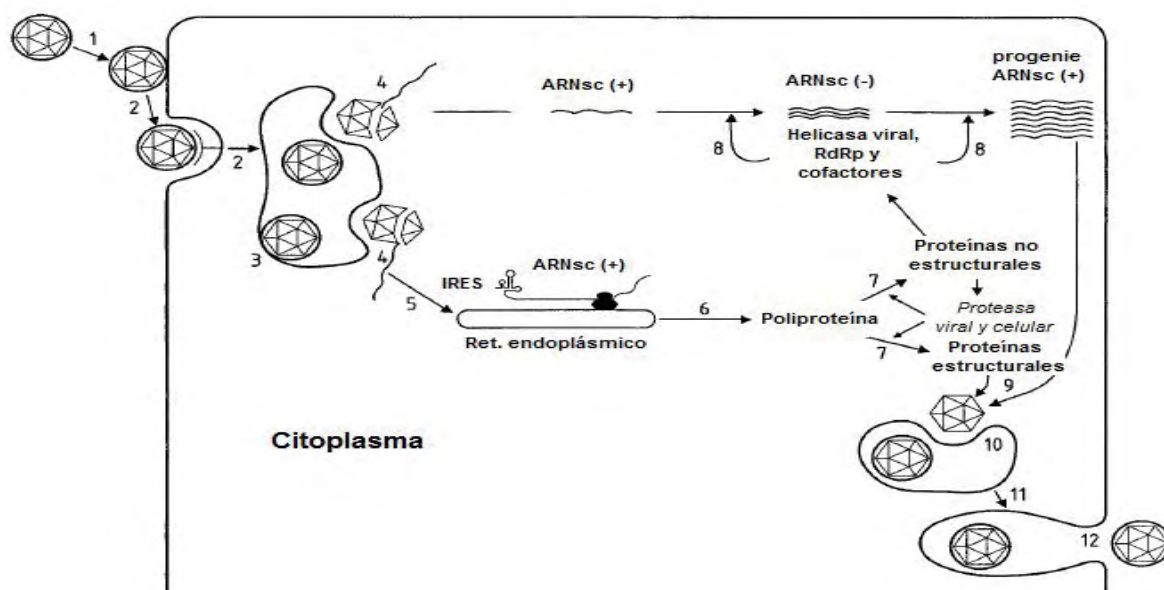 1
2
2
3
4
4
ARNsc (+)
ARNsc (-)
progenie
ARNsc (+)
8
Helicasa viral,
RdRp y
cofactores
8
IRES
ARNsc (+)
5
Ret. endoplásmico
6
Poliproteína
7
7
Proteínas no
estructurales
Proteasa
viral y celular
Proteínas
estructurales
9
Citoplasma
10
11
12